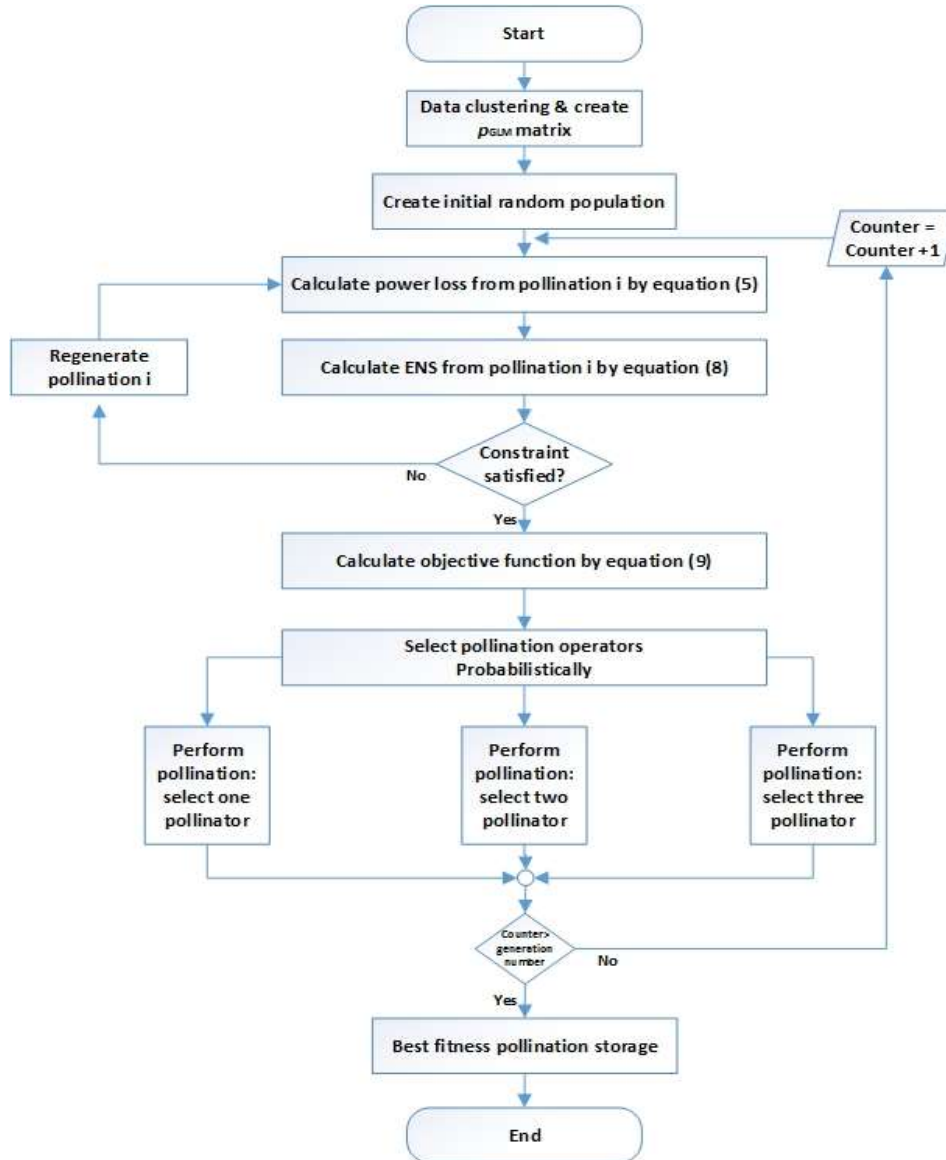 Start
Data clustering & create
pGLM matrix
Create initial random population
Counter =
Counter +1
Calculate power loss from pollination i by equation (5)
Regenerate
pollination i
Calculate ENS from pollination i by equation (8)
Constraint
satisfied?
No
Yes
Calculate objective function by equation (9)
Select pollination operators
Probabilistically
Perform
pollination:
select one
pollinator
Perform
pollination:
select two
pollinator
Perform
pollination:
select three
pollinator
Counter>
generation
number
No
Yes
Best fitness pollination storage
End